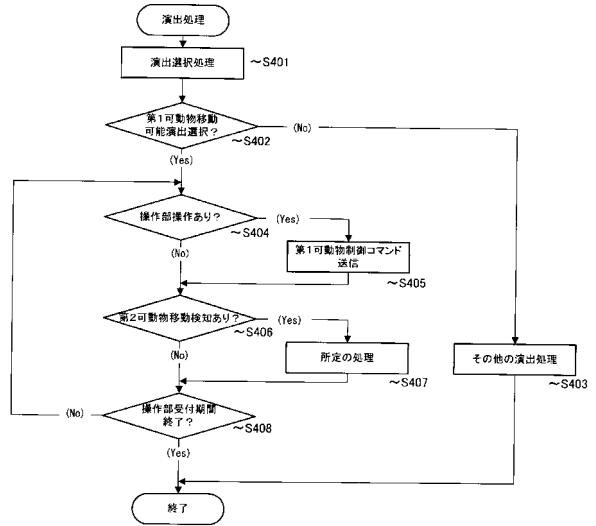 演出処理
演出選択処理
～S401
第1可動物移動
可能演出選択？
～S402
(No)
(Yes)
操作部操作あり？
～S404
(Yes)
(No)
第1可動物制御コマンド
送信
～S405
第2可動物移動検知あり？
～S406
(Yes)
(No)
所定の処理
～S407
その他の演出処理
～S403
操作部受付期間
終了？
～S408
(No)
(Yes)
終了